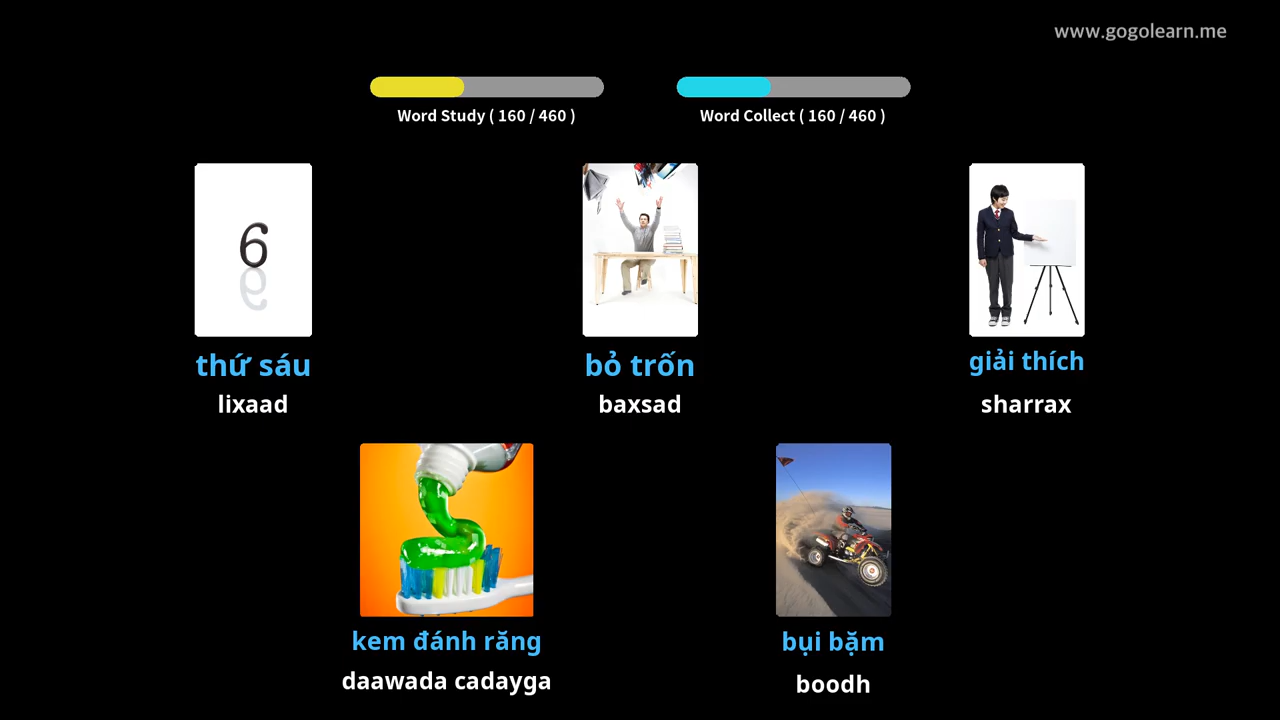 www.gogolearn.me
Word Study ( 160 / 460 )
Word Collect ( 160 / 460 )
6
thứ sáu
lixaad
bỏ trốn
baxsad
giải thích
sharrax
kem đánh răng
daawada cadayga
bụi bặm
boodh